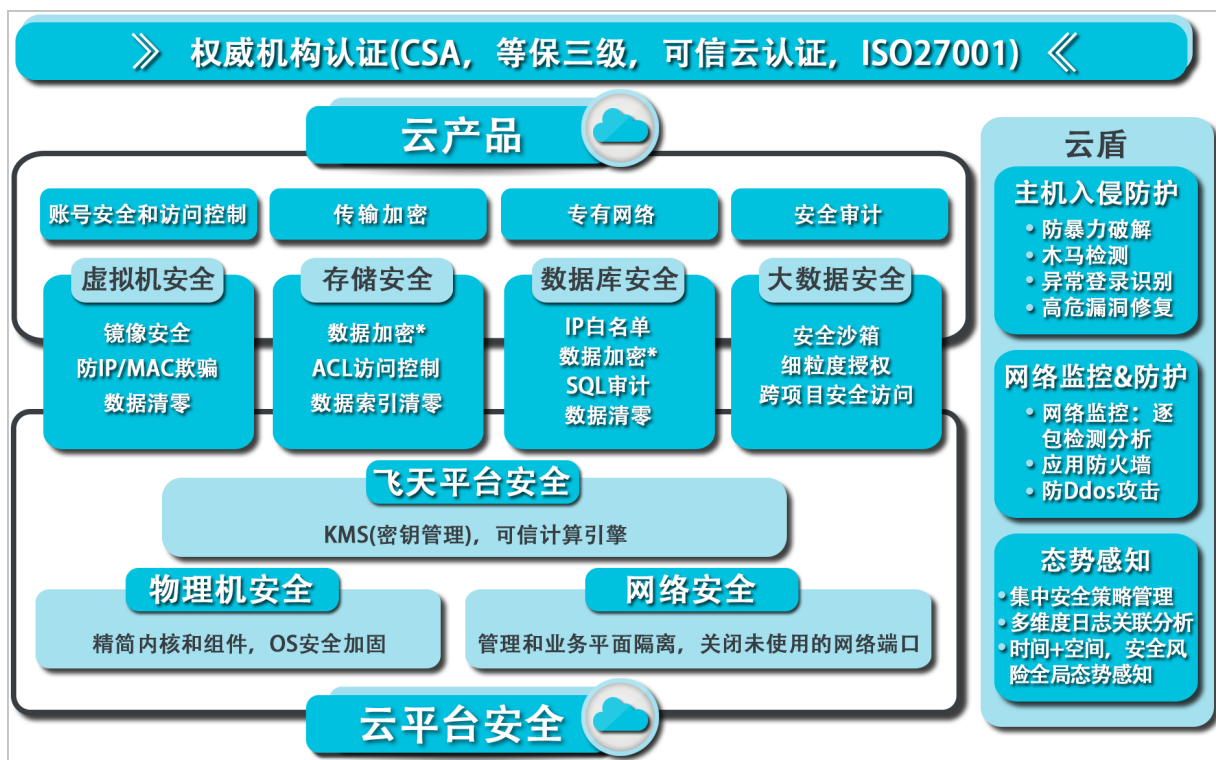 权威机构认证(CSA，等保三级，可信云认证，ISO27001)
云产品
账号安全和访问控制
传输加密
专有网络
安全审计
虚拟机安全
镜像安全
防IP/MAC欺骗
数据清零
存储安全
数据加密*
ACL访问控制
数据索引清零
数据库安全
IP白名单
数据加密*
SQL审计
数据清零
大数据安全
安全沙箱
细粒度授权
跨项目安全访问
飞天平台安全
KMS(密钥管理)，可信计算引擎
物理机安全
精简内核和组件，OS安全加固
网络安全
管理和业务平面隔离，关闭未使用的网络端口
云平台安全
云盾
主机入侵防护
• 防暴力破解
• 木马检测
• 异常登录识别
• 高危漏洞修复
网络监控&防护
• 网络监控：逐
包检测分析
• 应用防火墙
• 防Ddos攻击
态势感知
• 集中安全策略管理
• 多维度日志关联分析
• 时间+空间，安全风
险全局态势感知